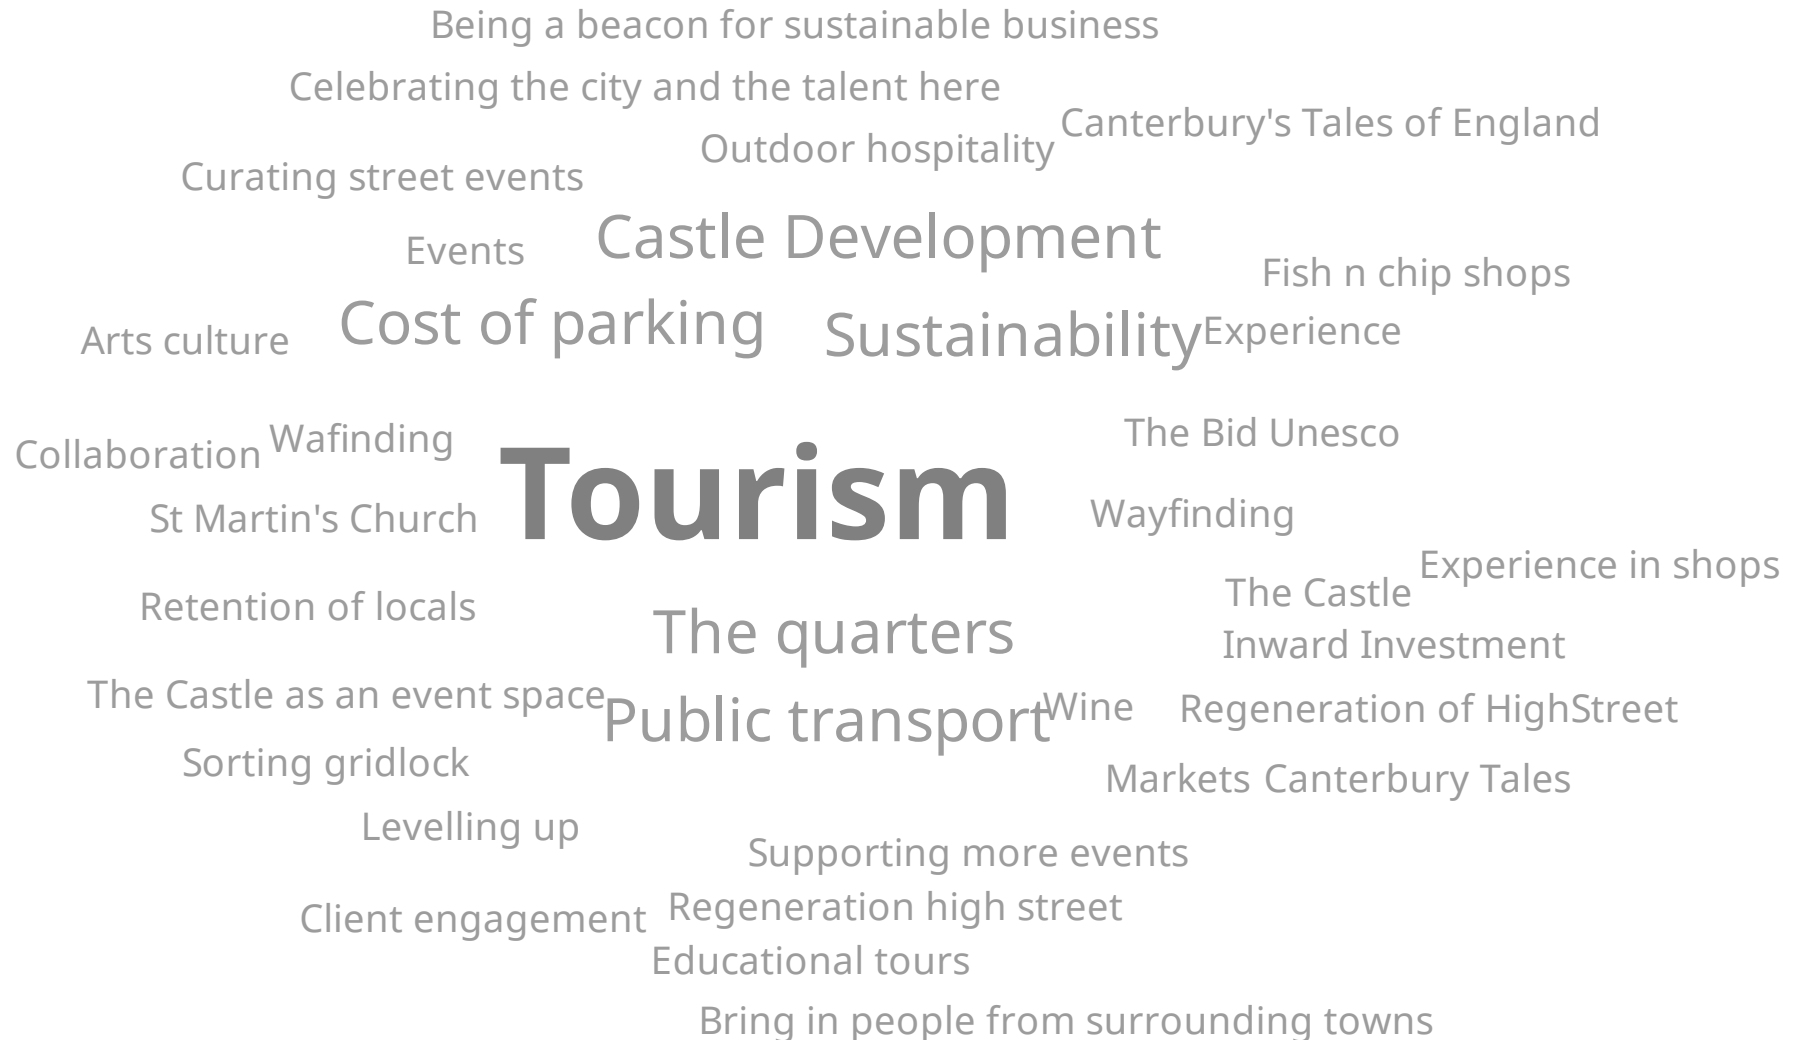 Being a beacon for sustainable business
Celebrating the city and the talent here
Canterbury's Tales of England
Outdoor hospitality
Curating street events
Castle Development
Events
Fish n chip shops
Cost of parking
Sustainability
Experience
Arts culture
The Bid Unesco
Wafinding
Collaboration
Tourism
Wayfinding
St Martin's Church
Experience in shops
The Castle
Retention of locals
The quarters
Inward Investment
The Castle as an event space
Public transport
Wine
Regeneration of HighStreet
Sorting gridlock
Markets
Canterbury Tales
Levelling up
Supporting more events
Client engagement
Regeneration high street
Educational tours
Bring in people from surrounding towns